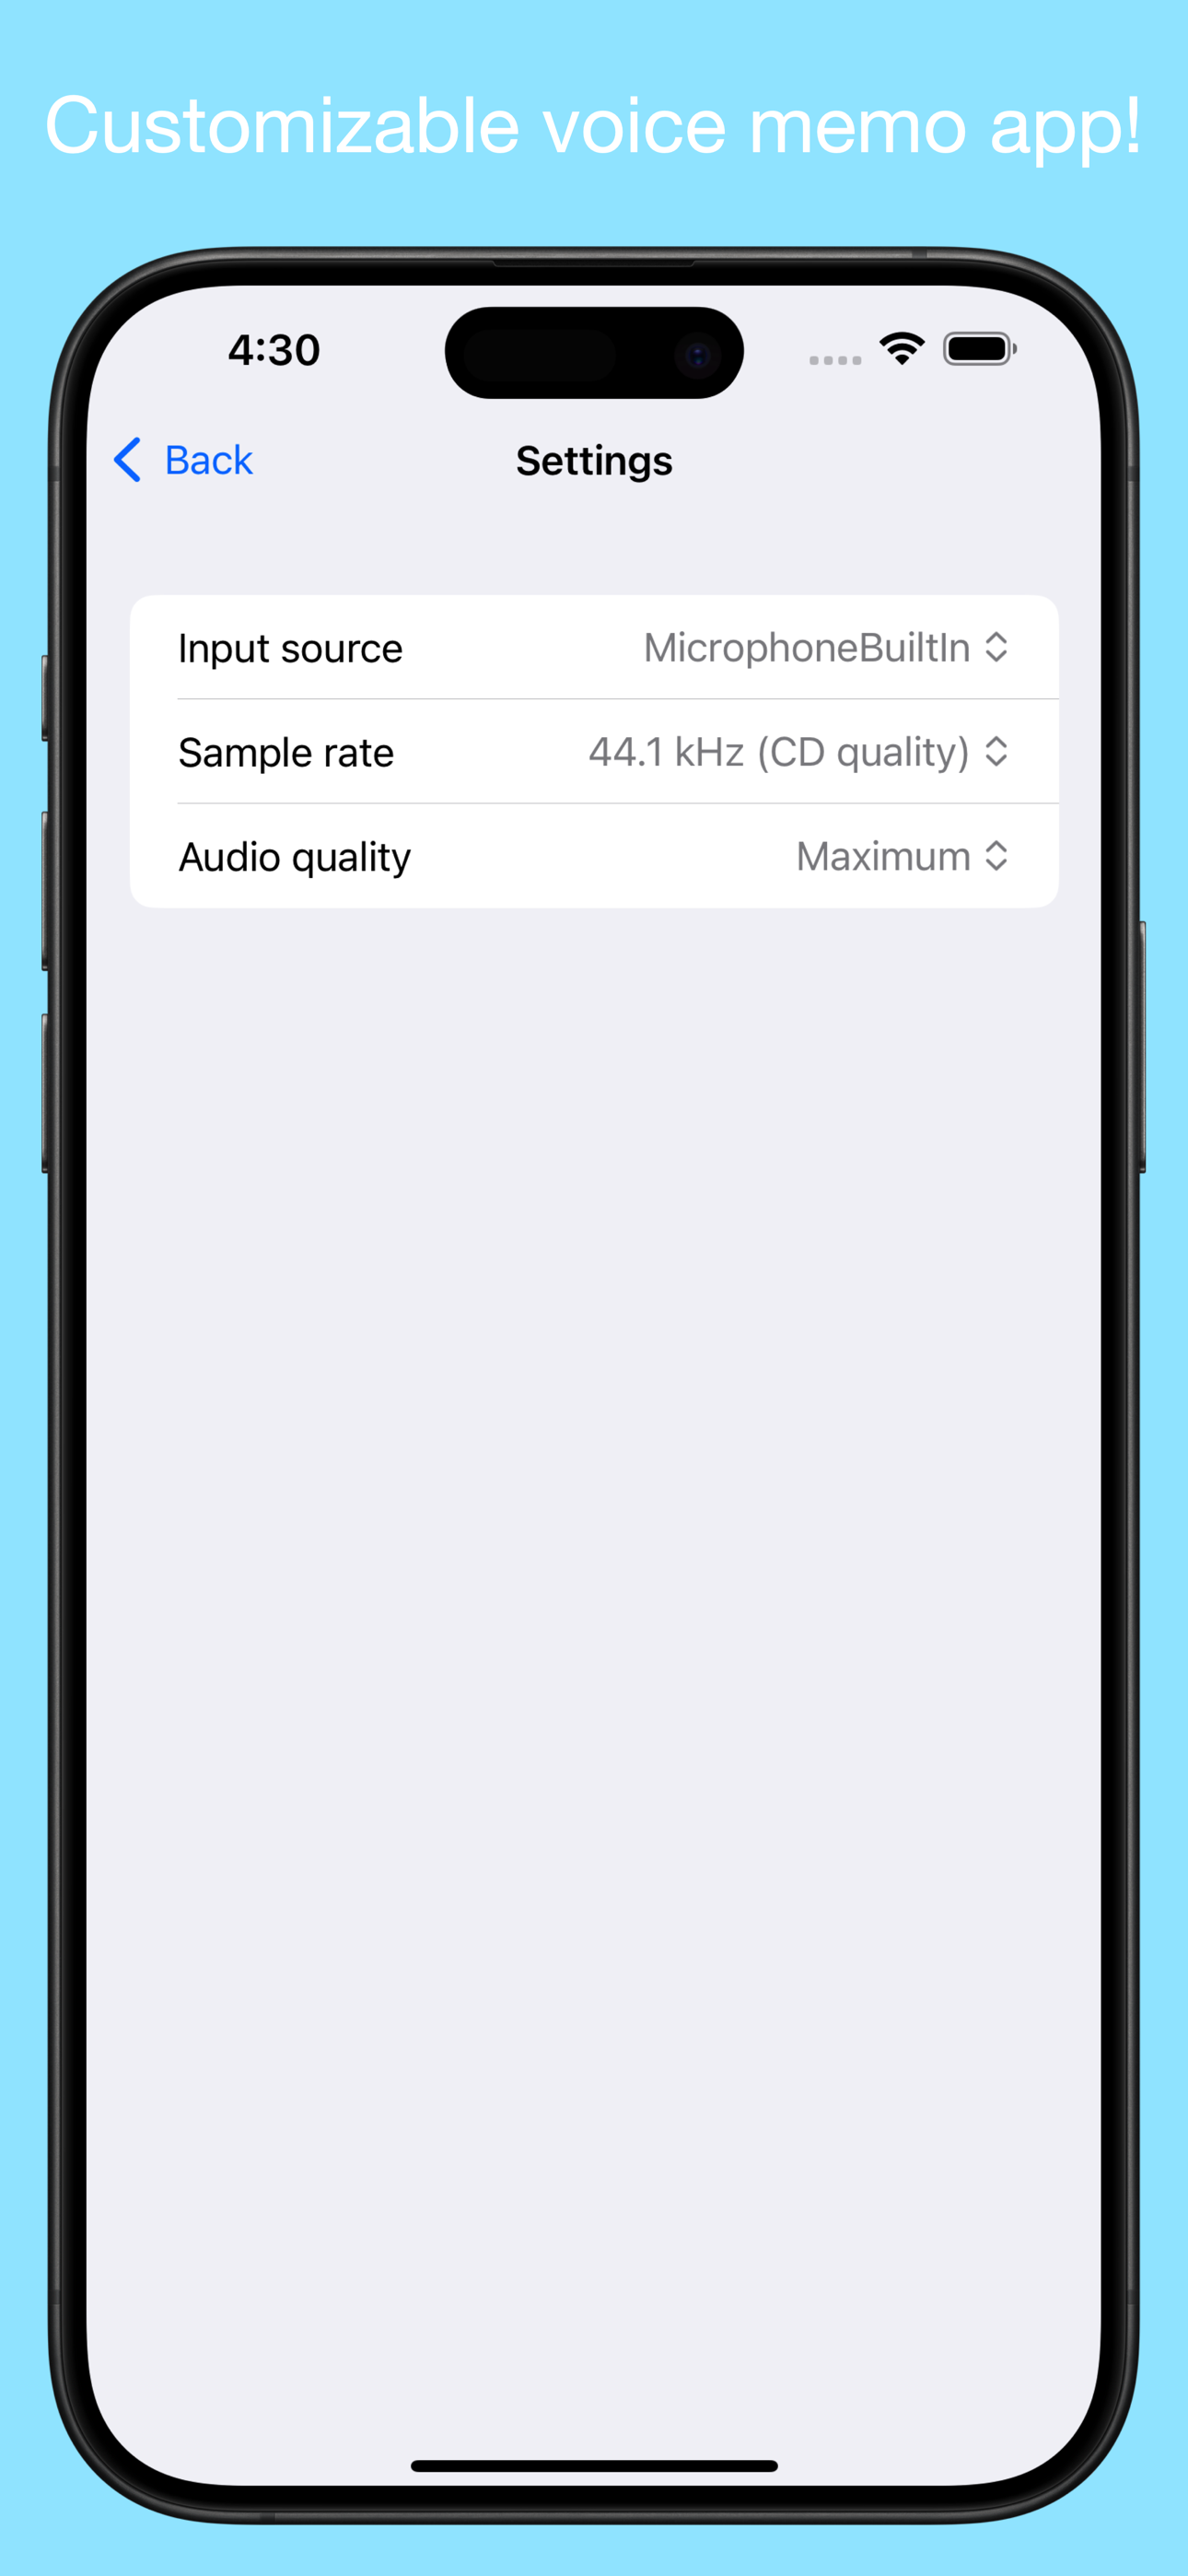 Customizable voice memo app!
4:30
Back
Settings
Input source MicrophoneBuiltIn
Sample rate 44.1 kHz (CD quality)
Audio quality Maximum